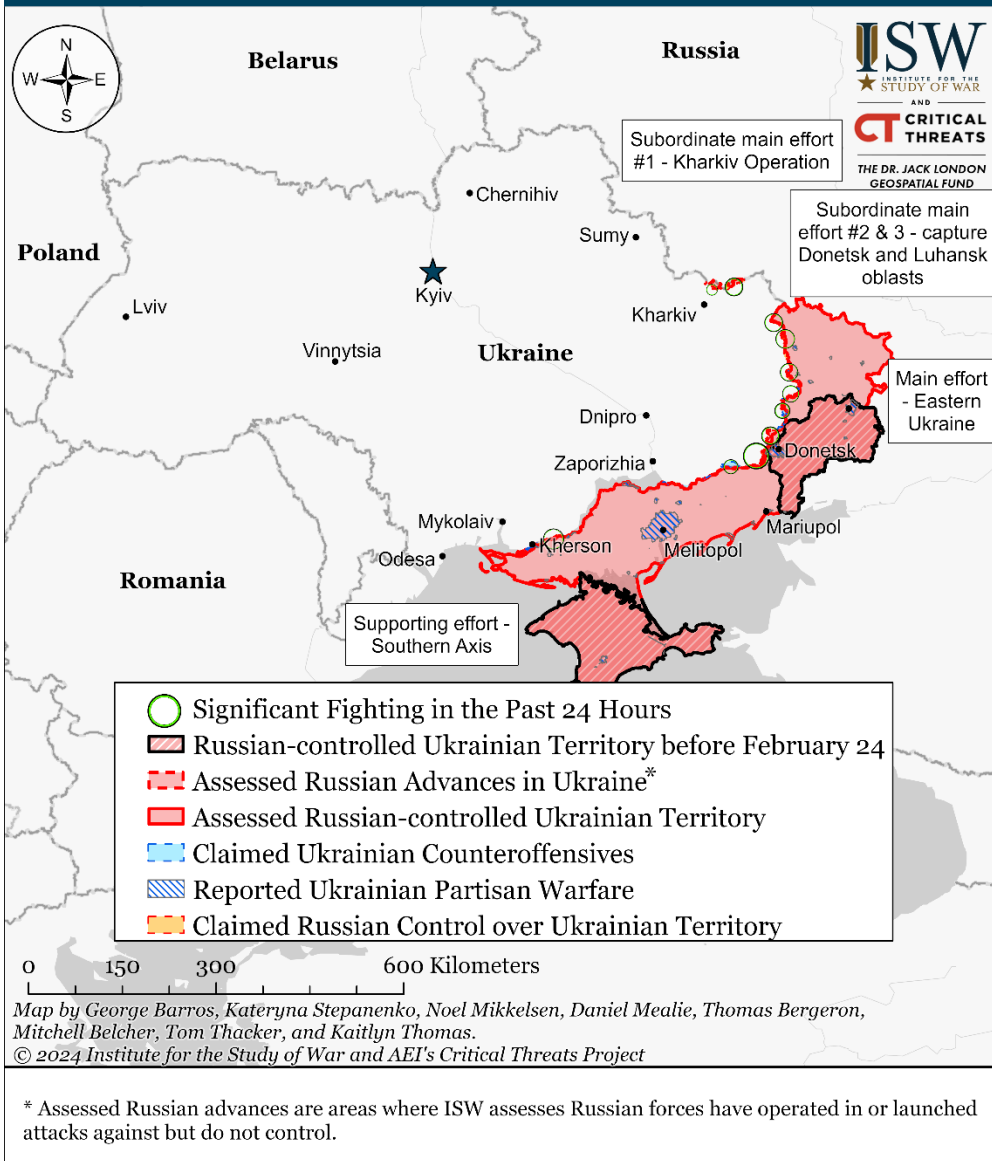 N
W E
S
Belarus
Russia
ISW
INSTITUTE FOR THE
STUDY OF WAR
AND
CT CRITICAL
THREATS
THE DR. JACK LONDON
GEOSPATIAL FUND
Subordinate main effort
#1 - Kharkiv Operation
Subordinate main
effort #2 & 3 - capture
Donetsk and Luhansk
oblasts
Chernihiv
Sumy
Poland
Kyiv
Lviv
Kharkiv
Vinnytsia
Ukraine
Main effort
- Eastern
Ukraine
Dnipro
Donetsk
Zaporizhia
Mykolaiv
Mariupol
Kherson
Melitopol
Odesa
Romania
Supporting effort -
Southern Axis
Significant Fighting in the Past 24 Hours
Russian-controlled Ukrainian Territory before February 24
Assessed Russian Advances in Ukraine*
Assessed Russian-controlled Ukrainian Territory
Claimed Ukrainian Counteroffensives
Reported Ukrainian Partisan Warfare
Claimed Russian Control over Ukrainian Territory
0 150 300 600 Kilometers
Map by George Barros, Kateryna Stepanenko, Noel Mikkelsen, Daniel Mealie, Thomas Bergeron,
Mitchell Belcher, Tom Thacker, and Kaitlyn Thomas.
© 2024 Institute for the Study of War and AEI's Critical Threats Project
* Assessed Russian advances are areas where ISW assesses Russian forces have operated in or launched
attacks against but do not control.